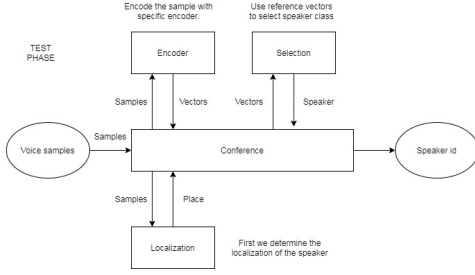 Encode the sample with
specific encoder.
Use reference vectors
to select speaker class
TEST
PHASE
Encoder
Selection
Samples
Vectors
Vectors
Speaker
Voice samples
Samples
Conference
Speaker id
Samples
Place
Localization
First we determine the
localization of the speaker